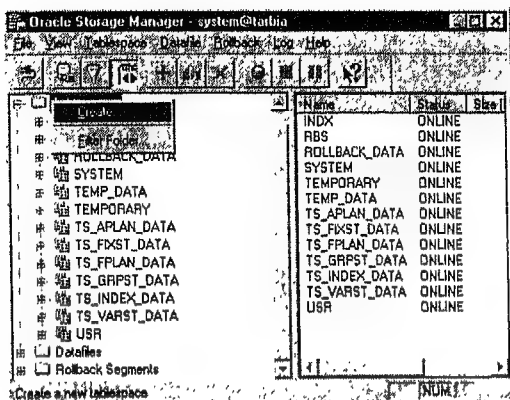 Oracle Storage Manager - system@tarbia
File View Tablespace Datafile Rollback Log Help
Create
Filter Folder
ROLLBACK_DATA
SYSTEM
TEMP_DATA
TEMPORARY
TS_APLAN_DATA
TS_FIXST_DATA
TS_FPLAN_DATA
TS_GRPST_DATA
TS_INDEX_DATA
TS_VARST_DATA
USR
Datafiles
Rollback Segments
Name Status Size
INDX ONLINE
RBS ONLINE
ROLLBACK_DATA ONLINE
SYSTEM ONLINE
TEMPORARY ONLINE
TEMP_DATA ONLINE
TS_APLAN_DATA ONLINE
TS_FIXST_DATA ONLINE
TS_FPLAN_DATA ONLINE
TS_GRPST_DATA ONLINE
TS_INDEX_DATA ONLINE
TS_VARST_DATA ONLINE
USR ONLINE
Create a new tablespace NUM